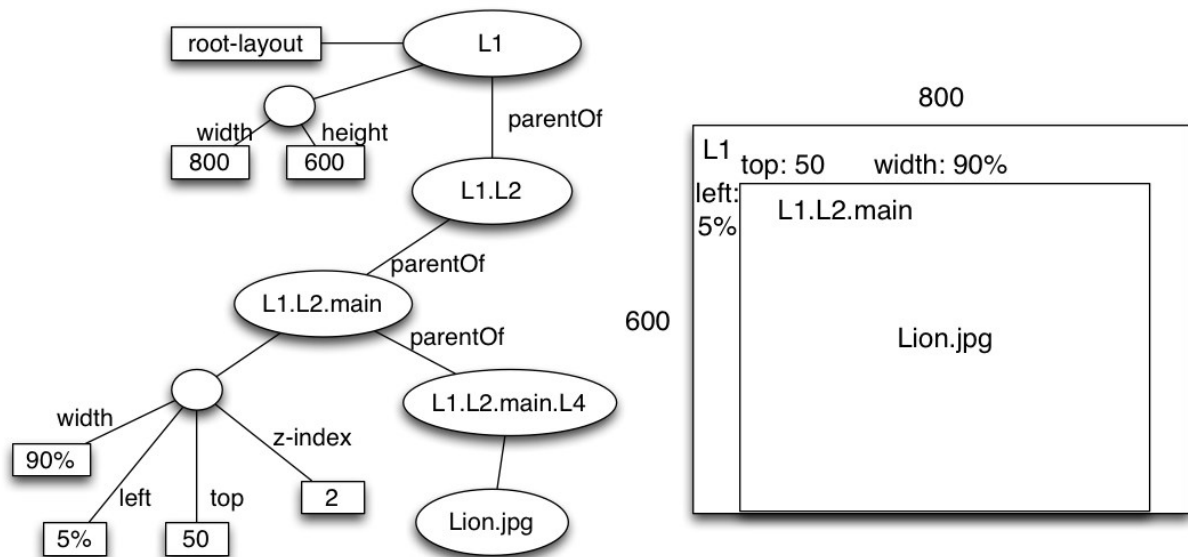 root-layout
L1
width
height
800
600
parentOf
L1.L2
parentOf
L1.L2.main
parentOf
L1.L2.main.L4
width
90%
left
5%
top
50
z-index
2
Lion.jpg
800
L1
top: 50 width: 90%
left:
5%
L1.L2.main
600
Lion.jpg